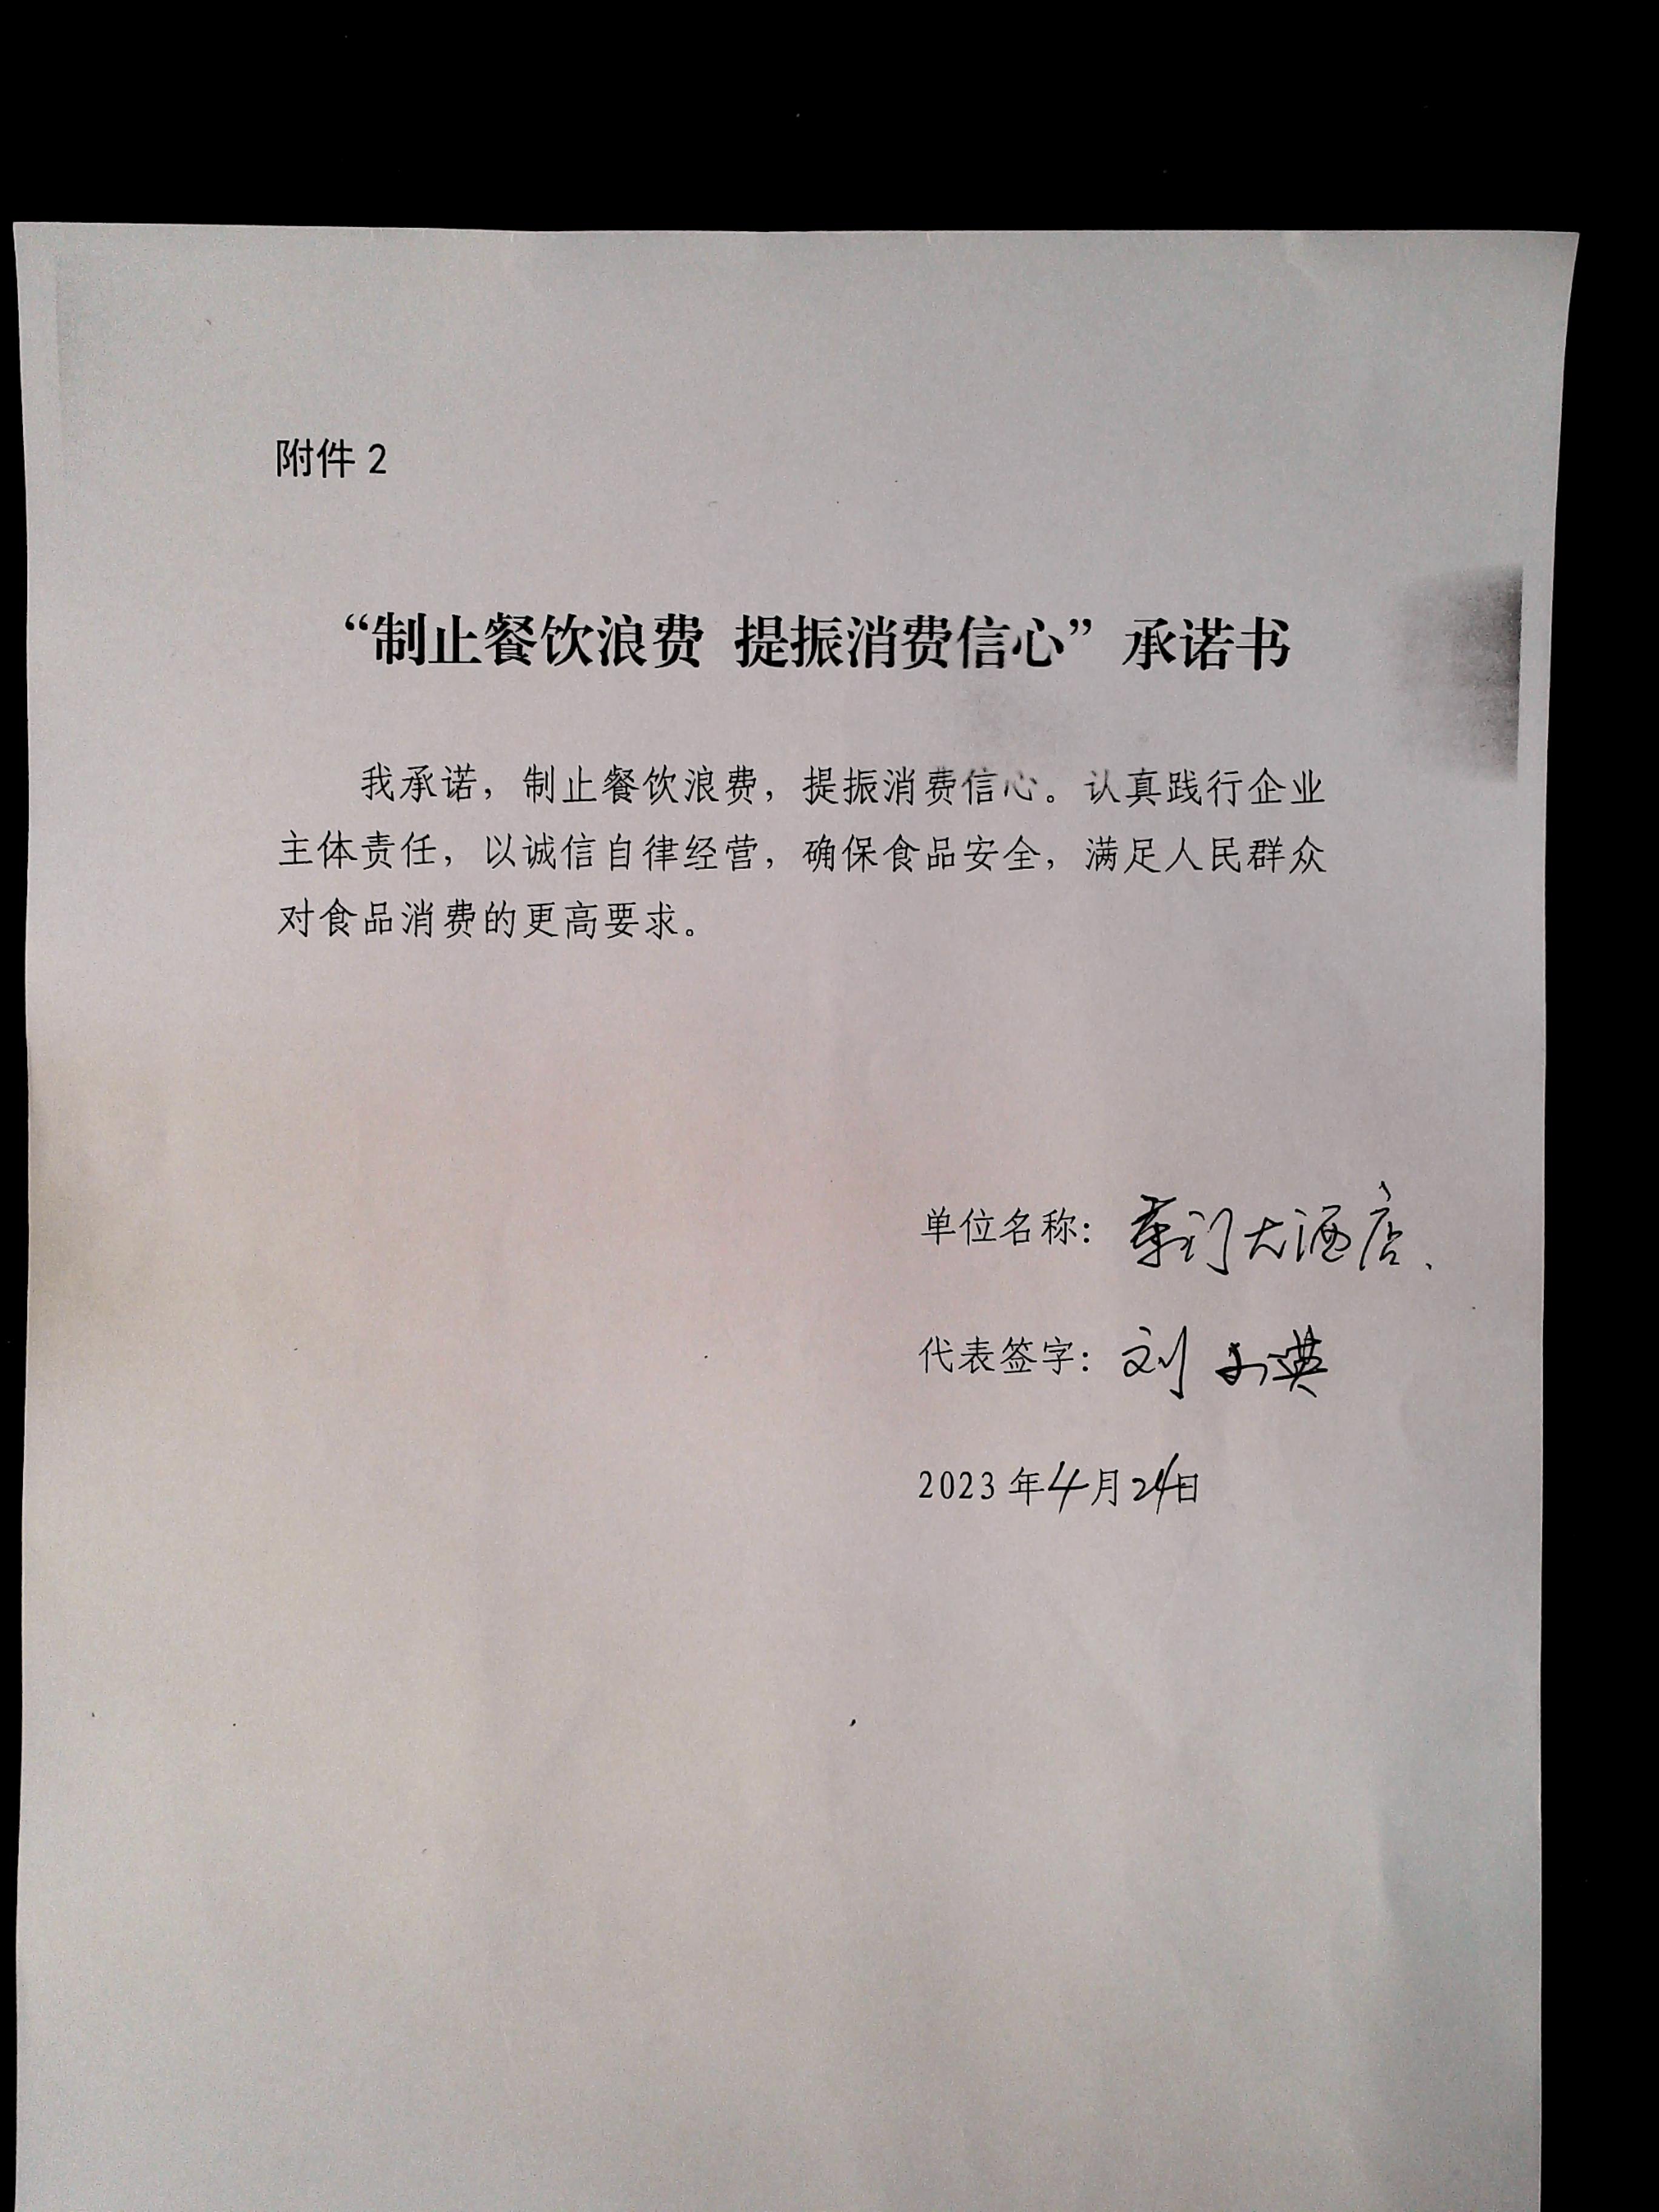 附件 2
“制止餐饮浪费 提振消费信心”承诺书
我承诺，制止餐饮浪费，提振消费信心。认真践行企业
主体责任，以诚信自律经营，确保食品安全，满足人民群众
对食品消费的更高要求。
单位名称：大酒店
代表签字：刘 英
2023 年4月24日